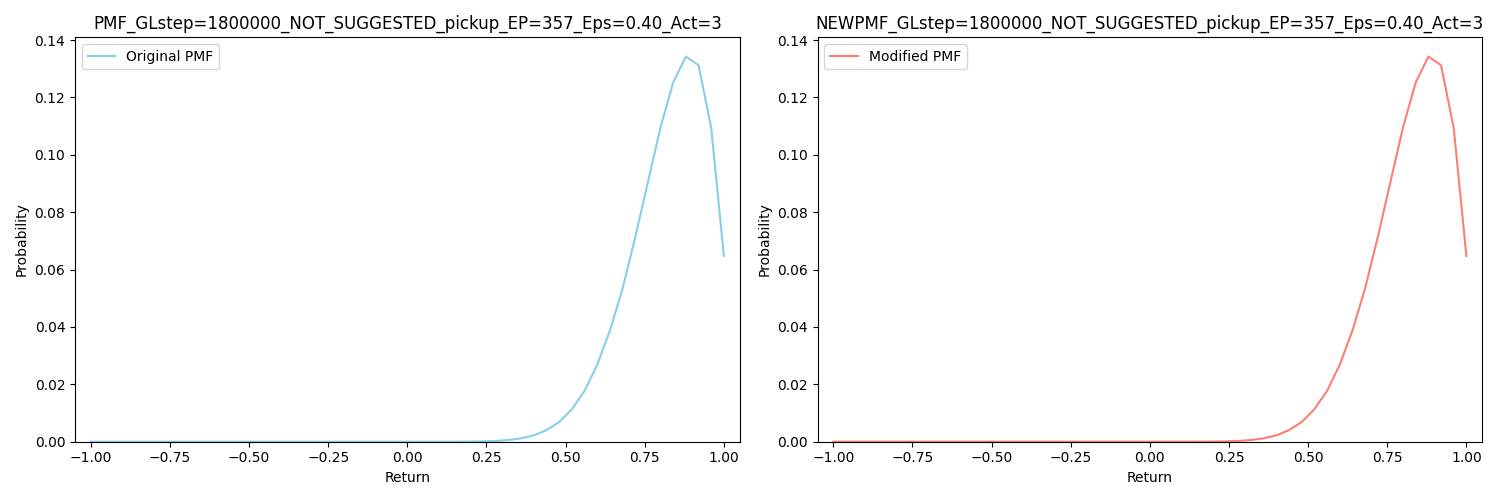 PMF_GLstep=1800000_NOT_SUGGESTED_pickup_EP=357_Eps=0.40_Act=3
Original PMF
0.14
0.12
0.10
0.08
0.06
0.04
0.02
0.00
Probability
−1.00 −0.75 −0.50 −0.25 0.00 0.25 0.50 0.75 1.00
Return
NEWPMF_GLstep=1800000_NOT_SUGGESTED_pickup_EP=357_Eps=0.40_Act=3
Modified PMF
0.14
0.12
0.10
0.08
0.06
0.04
0.02
0.00
Probability
−1.00 −0.75 −0.50 −0.25 0.00 0.25 0.50 0.75 1.00
Return